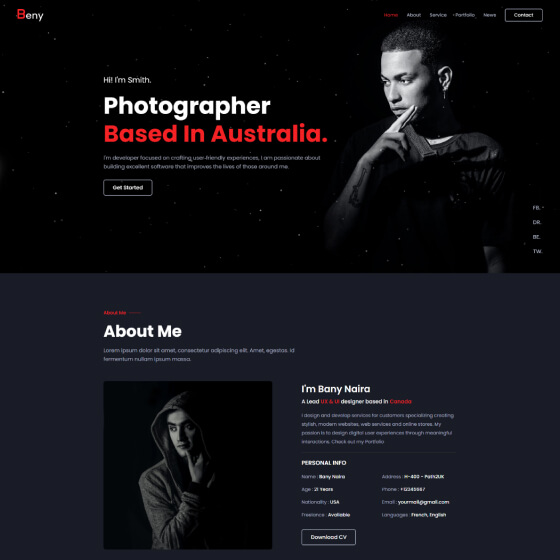 Beny
Home About Service Portfolio News Contact
Hi! I'm Smith.
Photographer
Based In Australia.
I'm developer focused on crafting user-friendly experiences, I am passionate about
building excellent software that improves the lives of those around me.
Get Started
FB.
DR.
BE.
TW.
About Me
About Me
Lorem ipsum dolor sit amet, consectetur adipiscing elit. Amet, egestas. Id
fermentum nullam ipsum massa.
I'm Bany Naira
A Lead UX & UI designer based in Canada
I design and develop services for customers specializing creating
stylish, modern websites, web services and online stores. My
passion is to design digital user experiences through meaningful
interactions. Check out my Portfolio
PERSONAL INFO
Name : Bany Naira Address : H-400 - Path2UK
Age : 21 Years Phone : +12345667
Nationality : USA Email : yourmail@gmail.com
Freelance : Available Languages : French, English
Download CV